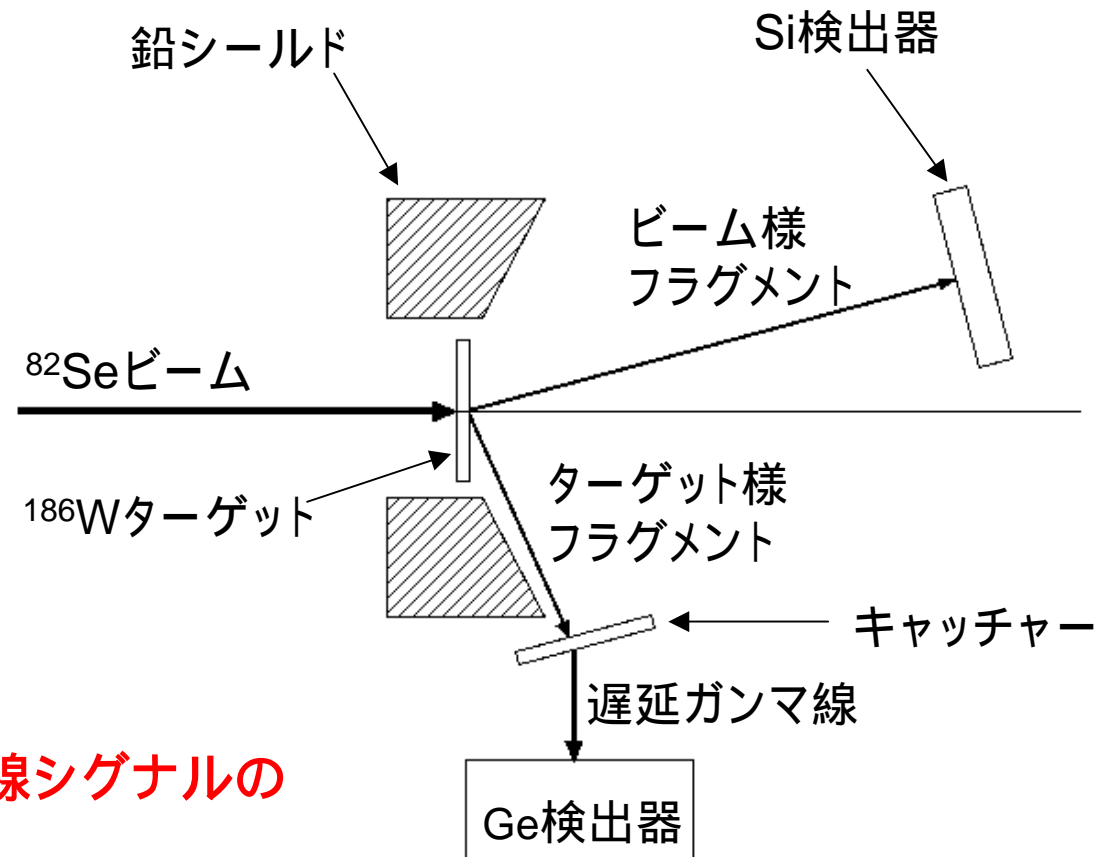 鉛シールド
Si検出器
ビーム様
フラグメント
82Seビーム
186Wターゲット
ターゲット様
フラグメント
キャッチャー
遅延ガンマ線
線シグナルの
Ge検出器